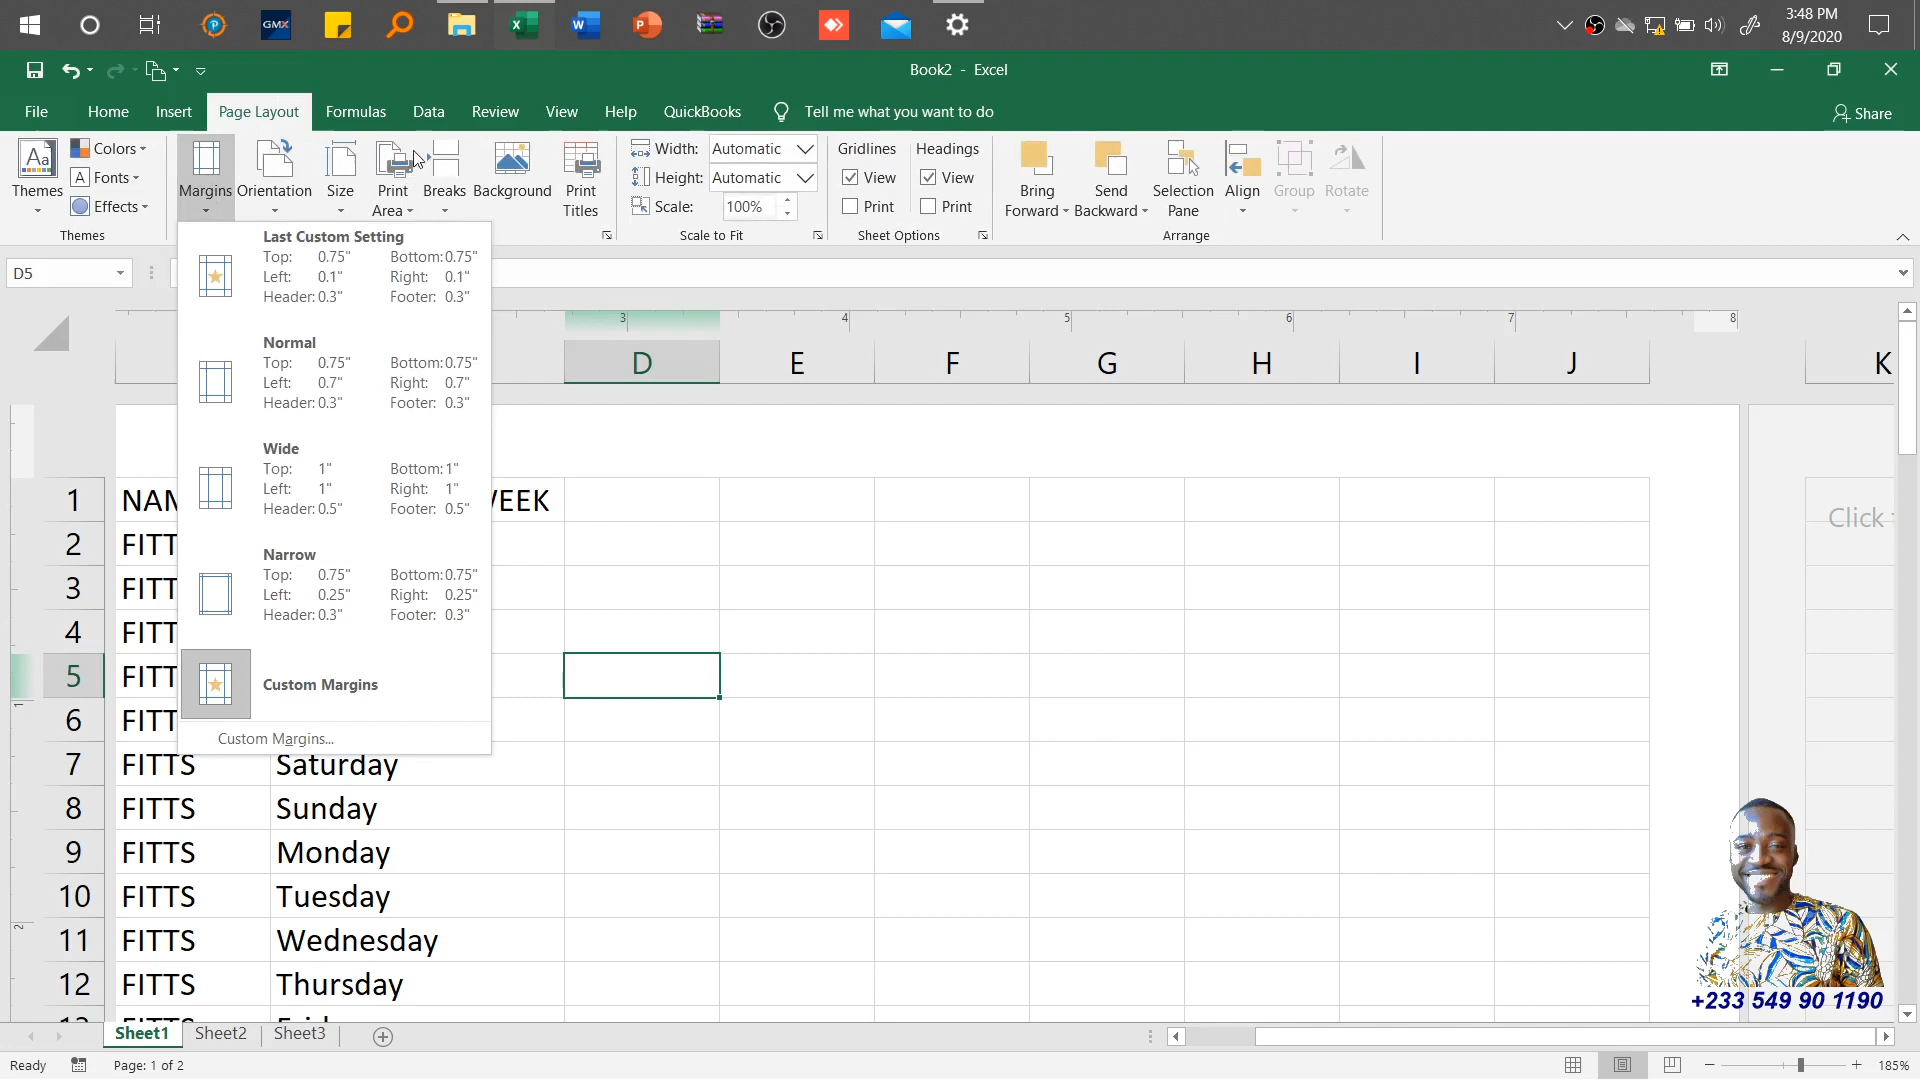 GMX
3:48 PM
8/9/2020
Book2 - Excel
File Home Insert Page Layout Formulas Data Review View Help QuickBooks Tell me what you want to do Share
Themes Colors Fonts Effects
Margins Orientation Size Print Area Breaks Background Print Titles
Width: Automatic
Height: Automatic
Scale: 100%
Gridlines Headings
View View
Print Print
Bring Forward Send Backward Selection Pane Align Group Rotate
Themes Scale to Fit Sheet Options Arrange
D5
Last Custom Setting
Top: 0.75" Bottom: 0.75"
Left: 0.1" Right: 0.1"
Header: 0.3" Footer: 0.3"
Normal
Top: 0.75" Bottom: 0.75"
Left: 0.7" Right: 0.7"
Header: 0.3" Footer: 0.3"
Wide
Top: 1" Bottom: 1"
Left: 1" Right: 1"
Header: 0.5" Footer: 0.5"
Narrow
Top: 0.75" Bottom: 0.75"
Left: 0.25" Right: 0.25"
Header: 0.3" Footer: 0.3"
Custom Margins
Custom Margins...
3 4 5 6 7 8
D E F G H I J K
1 NAM EEK
2 FITT
3 FITT
4 FITT
5 FITT
6 FITT
7 FITTS Saturday
8 FITTS Sunday
9 FITTS Monday
10 FITTS Tuesday
11 FITTS Wednesday
12 FITTS Thursday
Click
+233 549 90 1190
Sheet1 Sheet2 Sheet3
Ready Page: 1 of 2 185%